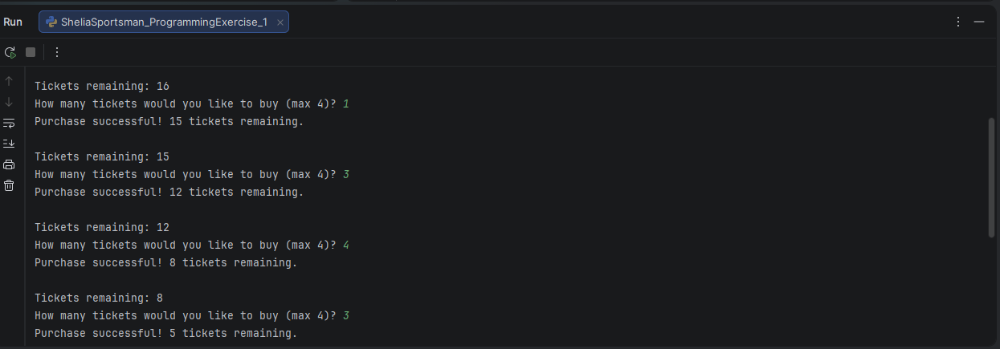 Run
SheliaSportsman_ProgrammingExercise_1
Tickets remaining: 16
How many tickets would you like to buy (max 4)? 1
Purchase successful! 15 tickets remaining.
Tickets remaining: 15
How many tickets would you like to buy (max 4)? 3
Purchase successful! 12 tickets remaining.
Tickets remaining: 12
How many tickets would you like to buy (max 4)? 4
Purchase successful! 8 tickets remaining.
Tickets remaining: 8
How many tickets would you like to buy (max 4)? 3
Purchase successful! 5 tickets remaining.